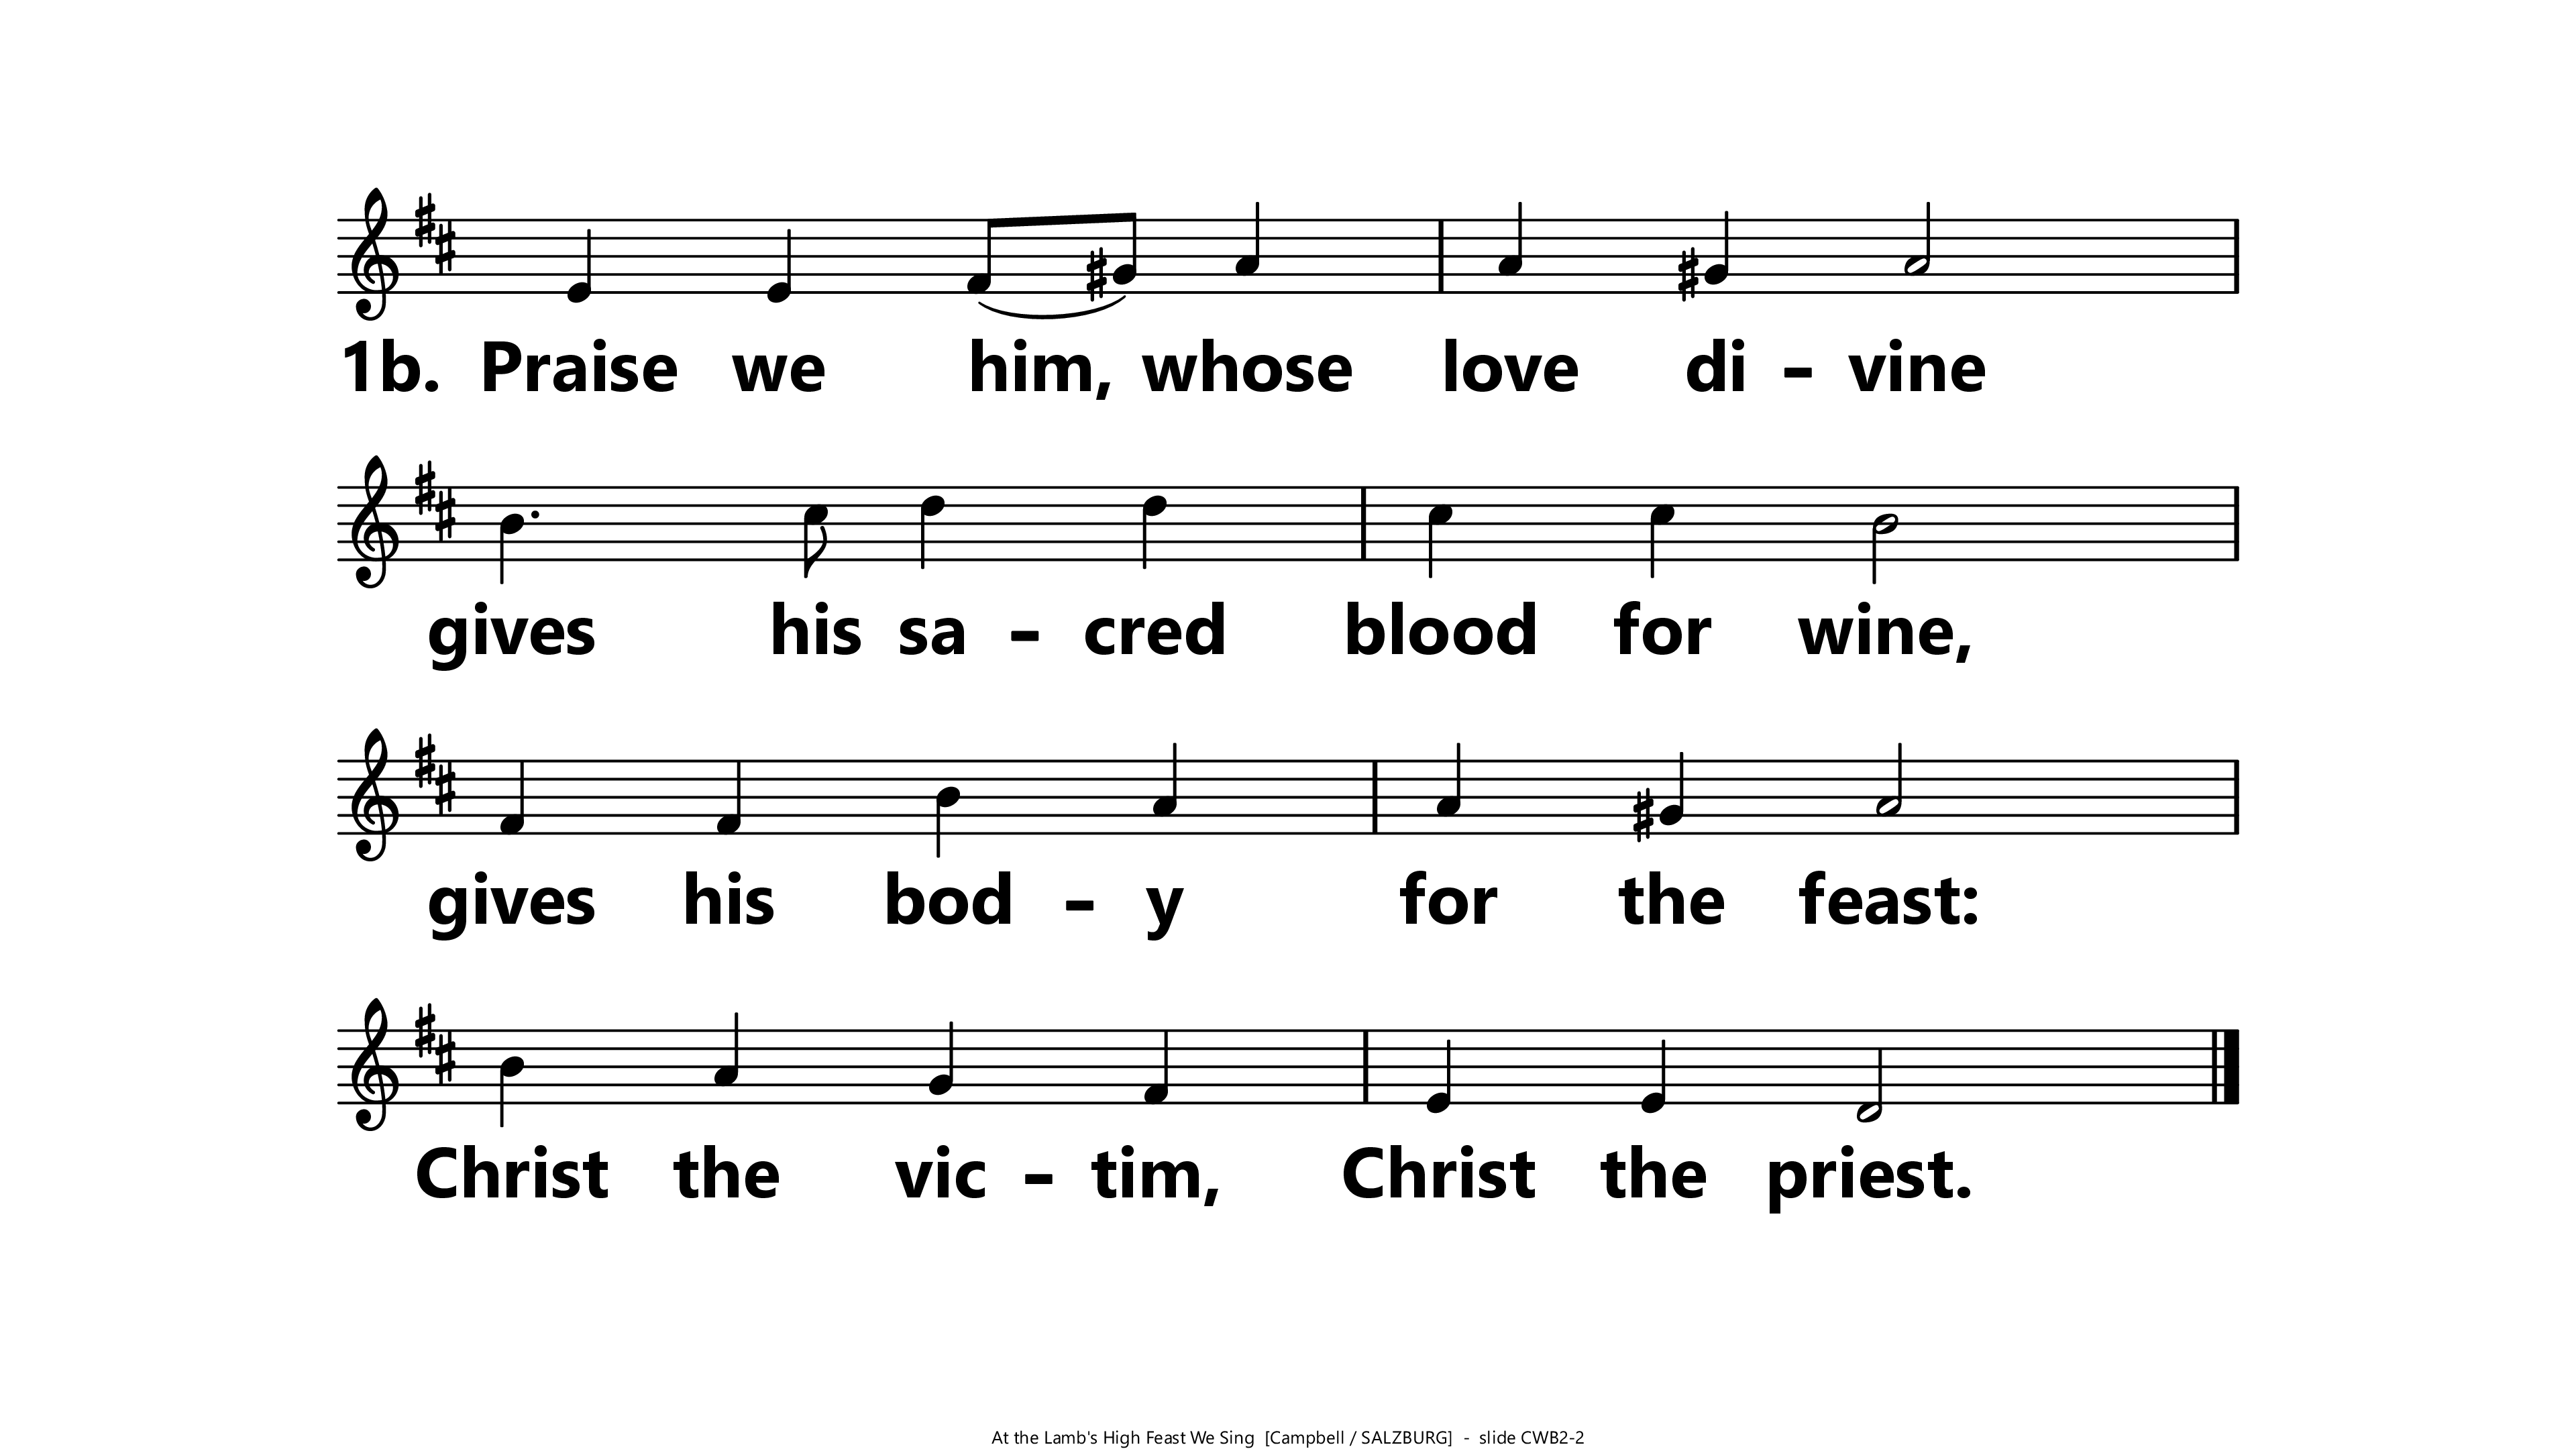 1b. Praise we him, whose love di - vine
gives his sa - cred blood for wine,
gives his bod - y for the feast:
Christ the vic - tim, Christ the priest.
At the Lamb's High Feast We Sing [Campbell / SALZBURG] - slide CWB2-2